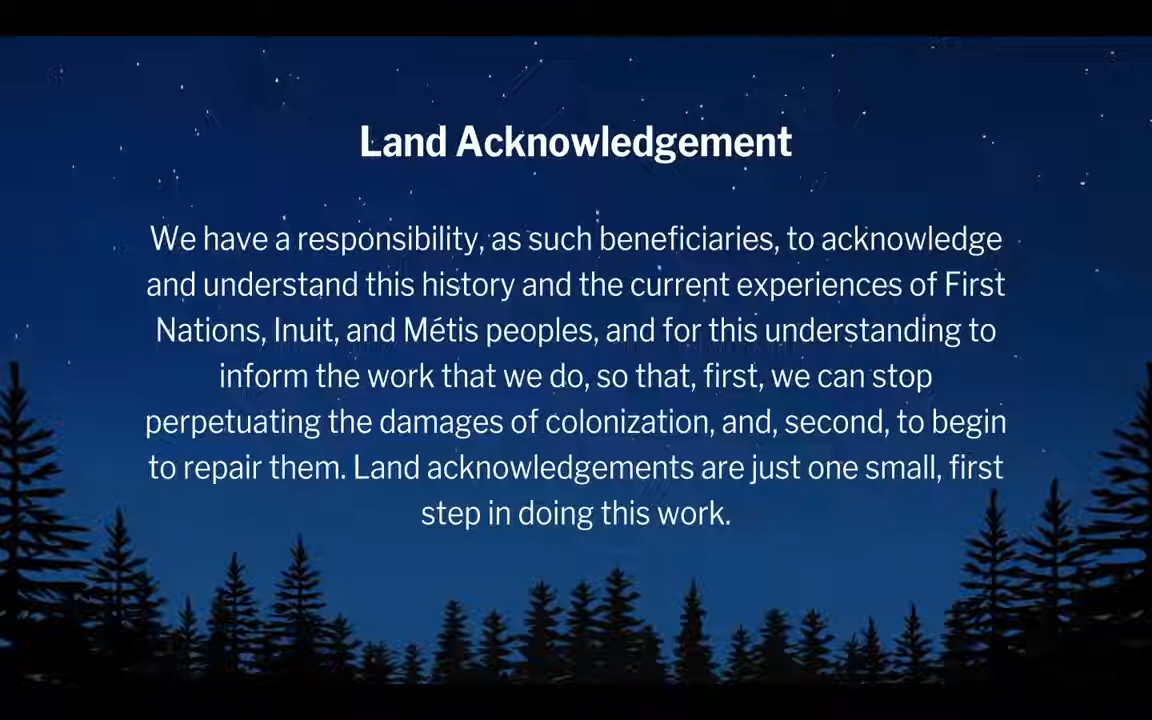 Land Acknowledgement
We have a responsibility, as such beneficiaries, to acknowledge
and understand this history and the current experiences of First
Nations, Inuit, and Métis peoples, and for this understanding to
inform the work that we do, so that, first, we can stop
perpetuating the damages of colonization, and, second, to begin
to repair them. Land acknowledgements are just one small, first
step in doing this work.